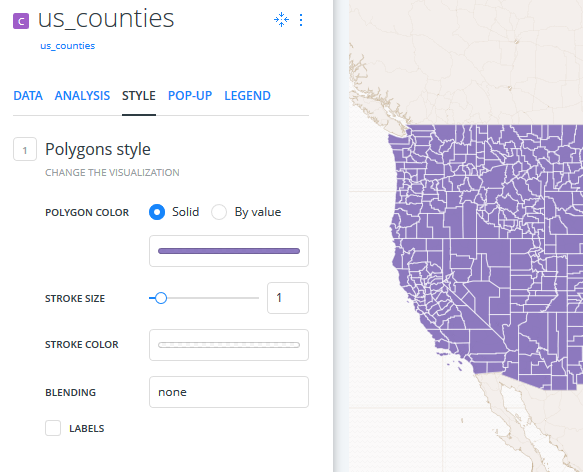 C us_counties
us_counties
DATA ANALYSIS STYLE POP-UP LEGEND
1 Polygons style
CHANGE THE VISUALIZATION
POLYGON COLOR Solid By value
STROKE SIZE 1
STROKE COLOR
BLENDING none
LABELS